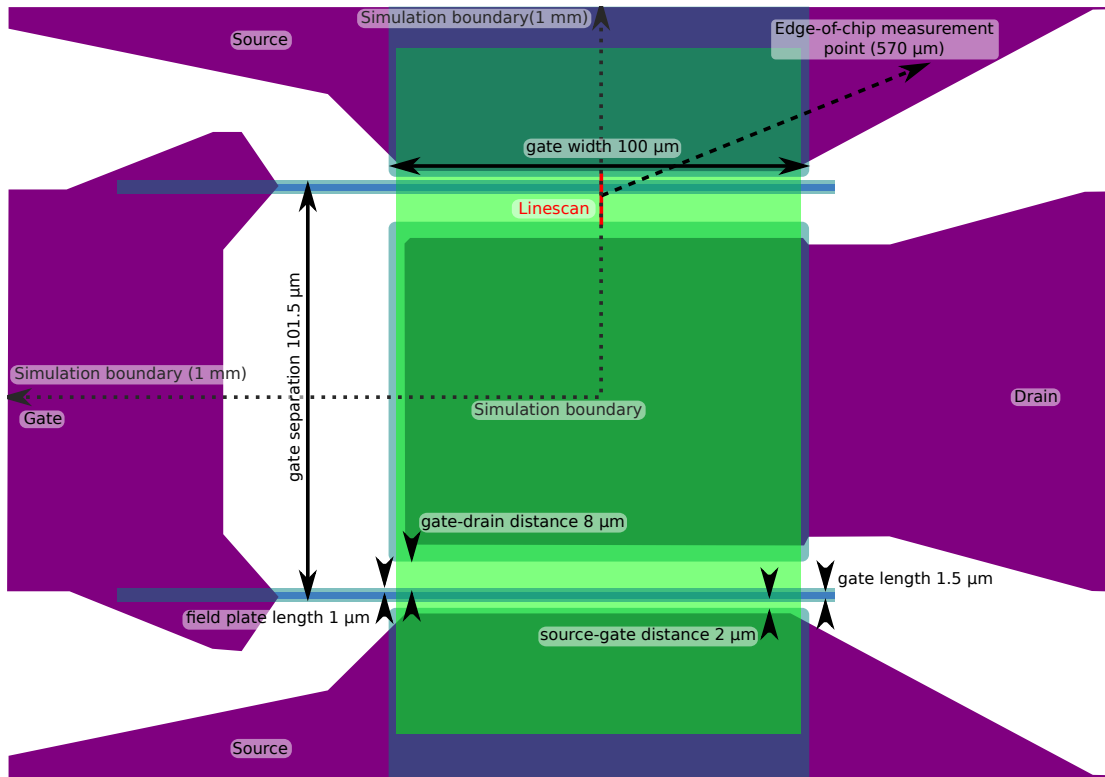 Simulation boundary(1 mm)
Source
Edge-of-chip measurement
point (570 µm)
gate width 100 µm
Linescan
gate separation 101.5 µm
Simulation boundary (1 mm)
Gate
Simulation boundary
Drain
gate-drain distance 8 µm
gate length 1.5 µm
field plate length 1 µm
source-gate distance 2 µm
Source